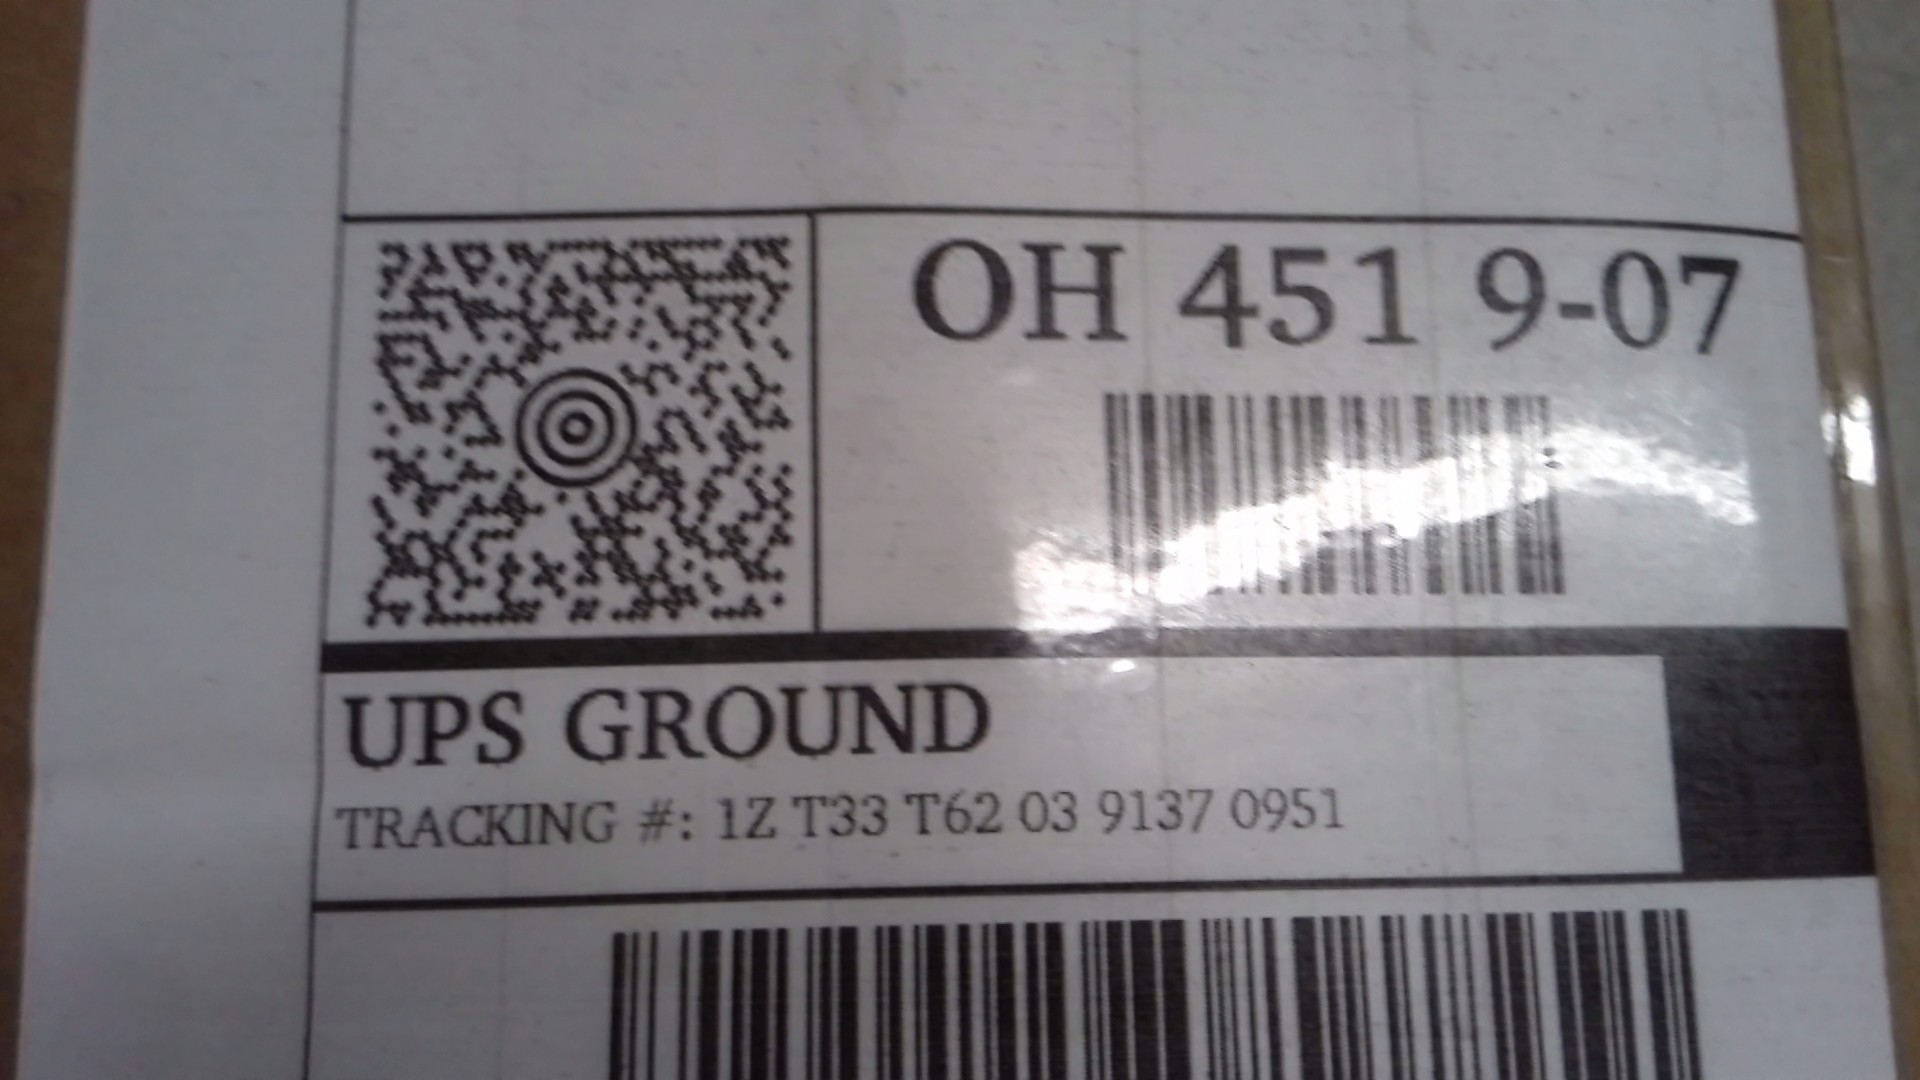 OH 451 9-07
UPS GROUND
TRACKING #: 1Z T33 T62 03 9137 0951